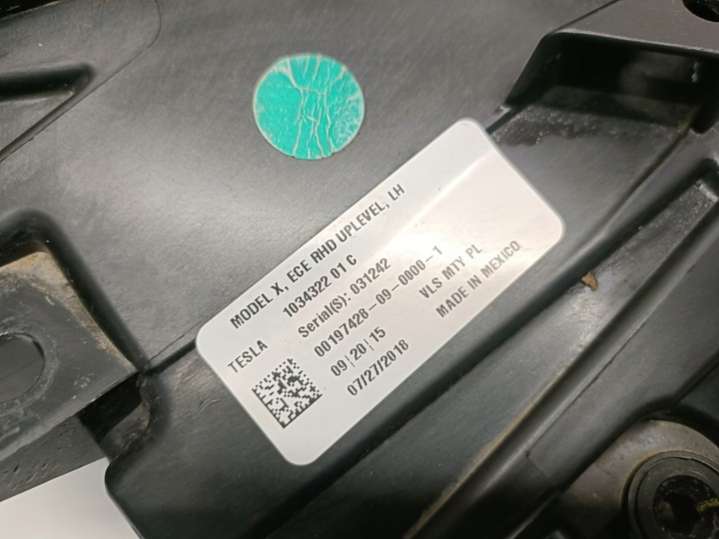 MODEL X, ECE RHD UPLEVEL, LH
1034322 01 C
TESLA
Serial(S): 031242
00197428-09-0000-1
09|20|15
VLS MTY PL
07/27/2018
MADE IN MEXICO